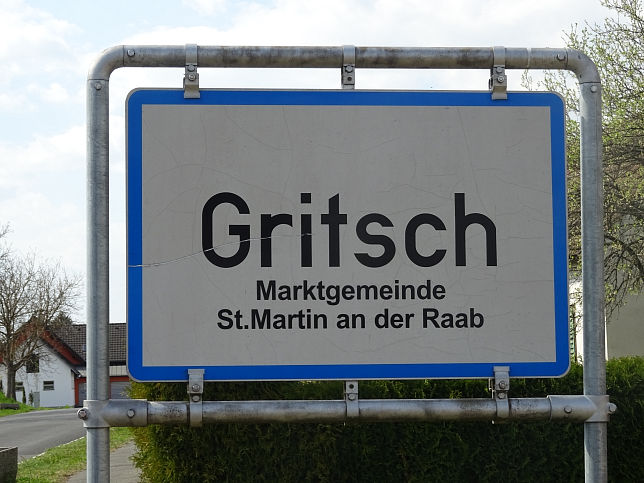 Gritsch
Marktgemeinde
St.Martin an der Raab